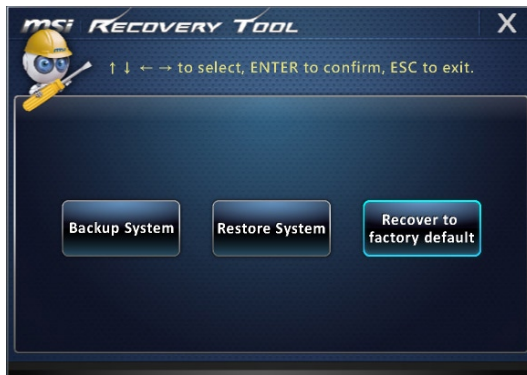 msi RECOVERY TOOL X
↑ ↓ ← → to select, ENTER to confirm, ESC to exit.
Backup System
Restore System
Recover to
factory default